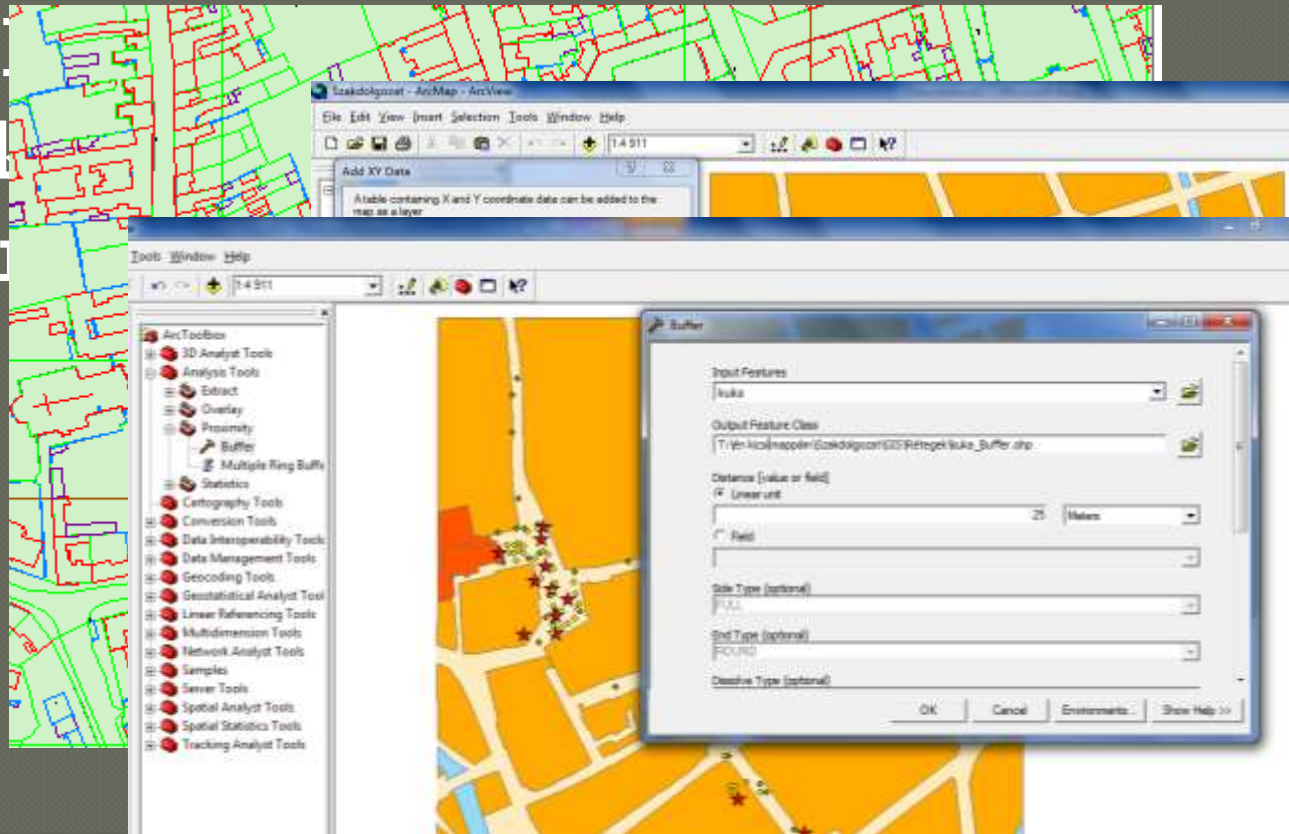 Szakdolgozat - ArcMap - ArcView
File Edit View Insert Selection Tools Window Help
1:4 911
Add XY Data
A table containing X and Y coordinate data can be added to the
map as a layer
Tools Window Help
1:4 911
ArcToolbox
3D Analyst Tools
Analysis Tools
Extract
Overlay
Proximity
Buffer
Multiple Ring Buffe
Statistics
Cartography Tools
Conversion Tools
Data Interoperability Tools
Data Management Tools
Geocoding Tools
Geostatistical Analyst Tool
Linear Referencing Tools
Multidimension Tools
Network Analyst Tools
Samples
Server Tools
Spatial Analyst Tools
Spatial Statistics Tools
Tracking Analyst Tools
Buffer
Input Features
kuka
Output Feature Class
kuka_Buffer.shp
Distance [value or field]
Linear unit
25 Meters
Field
Side Type (optional)
FULL
End Type (optional)
ROUND
Dissolve Type (optional)
OK Cancel Environments... Show Help >>